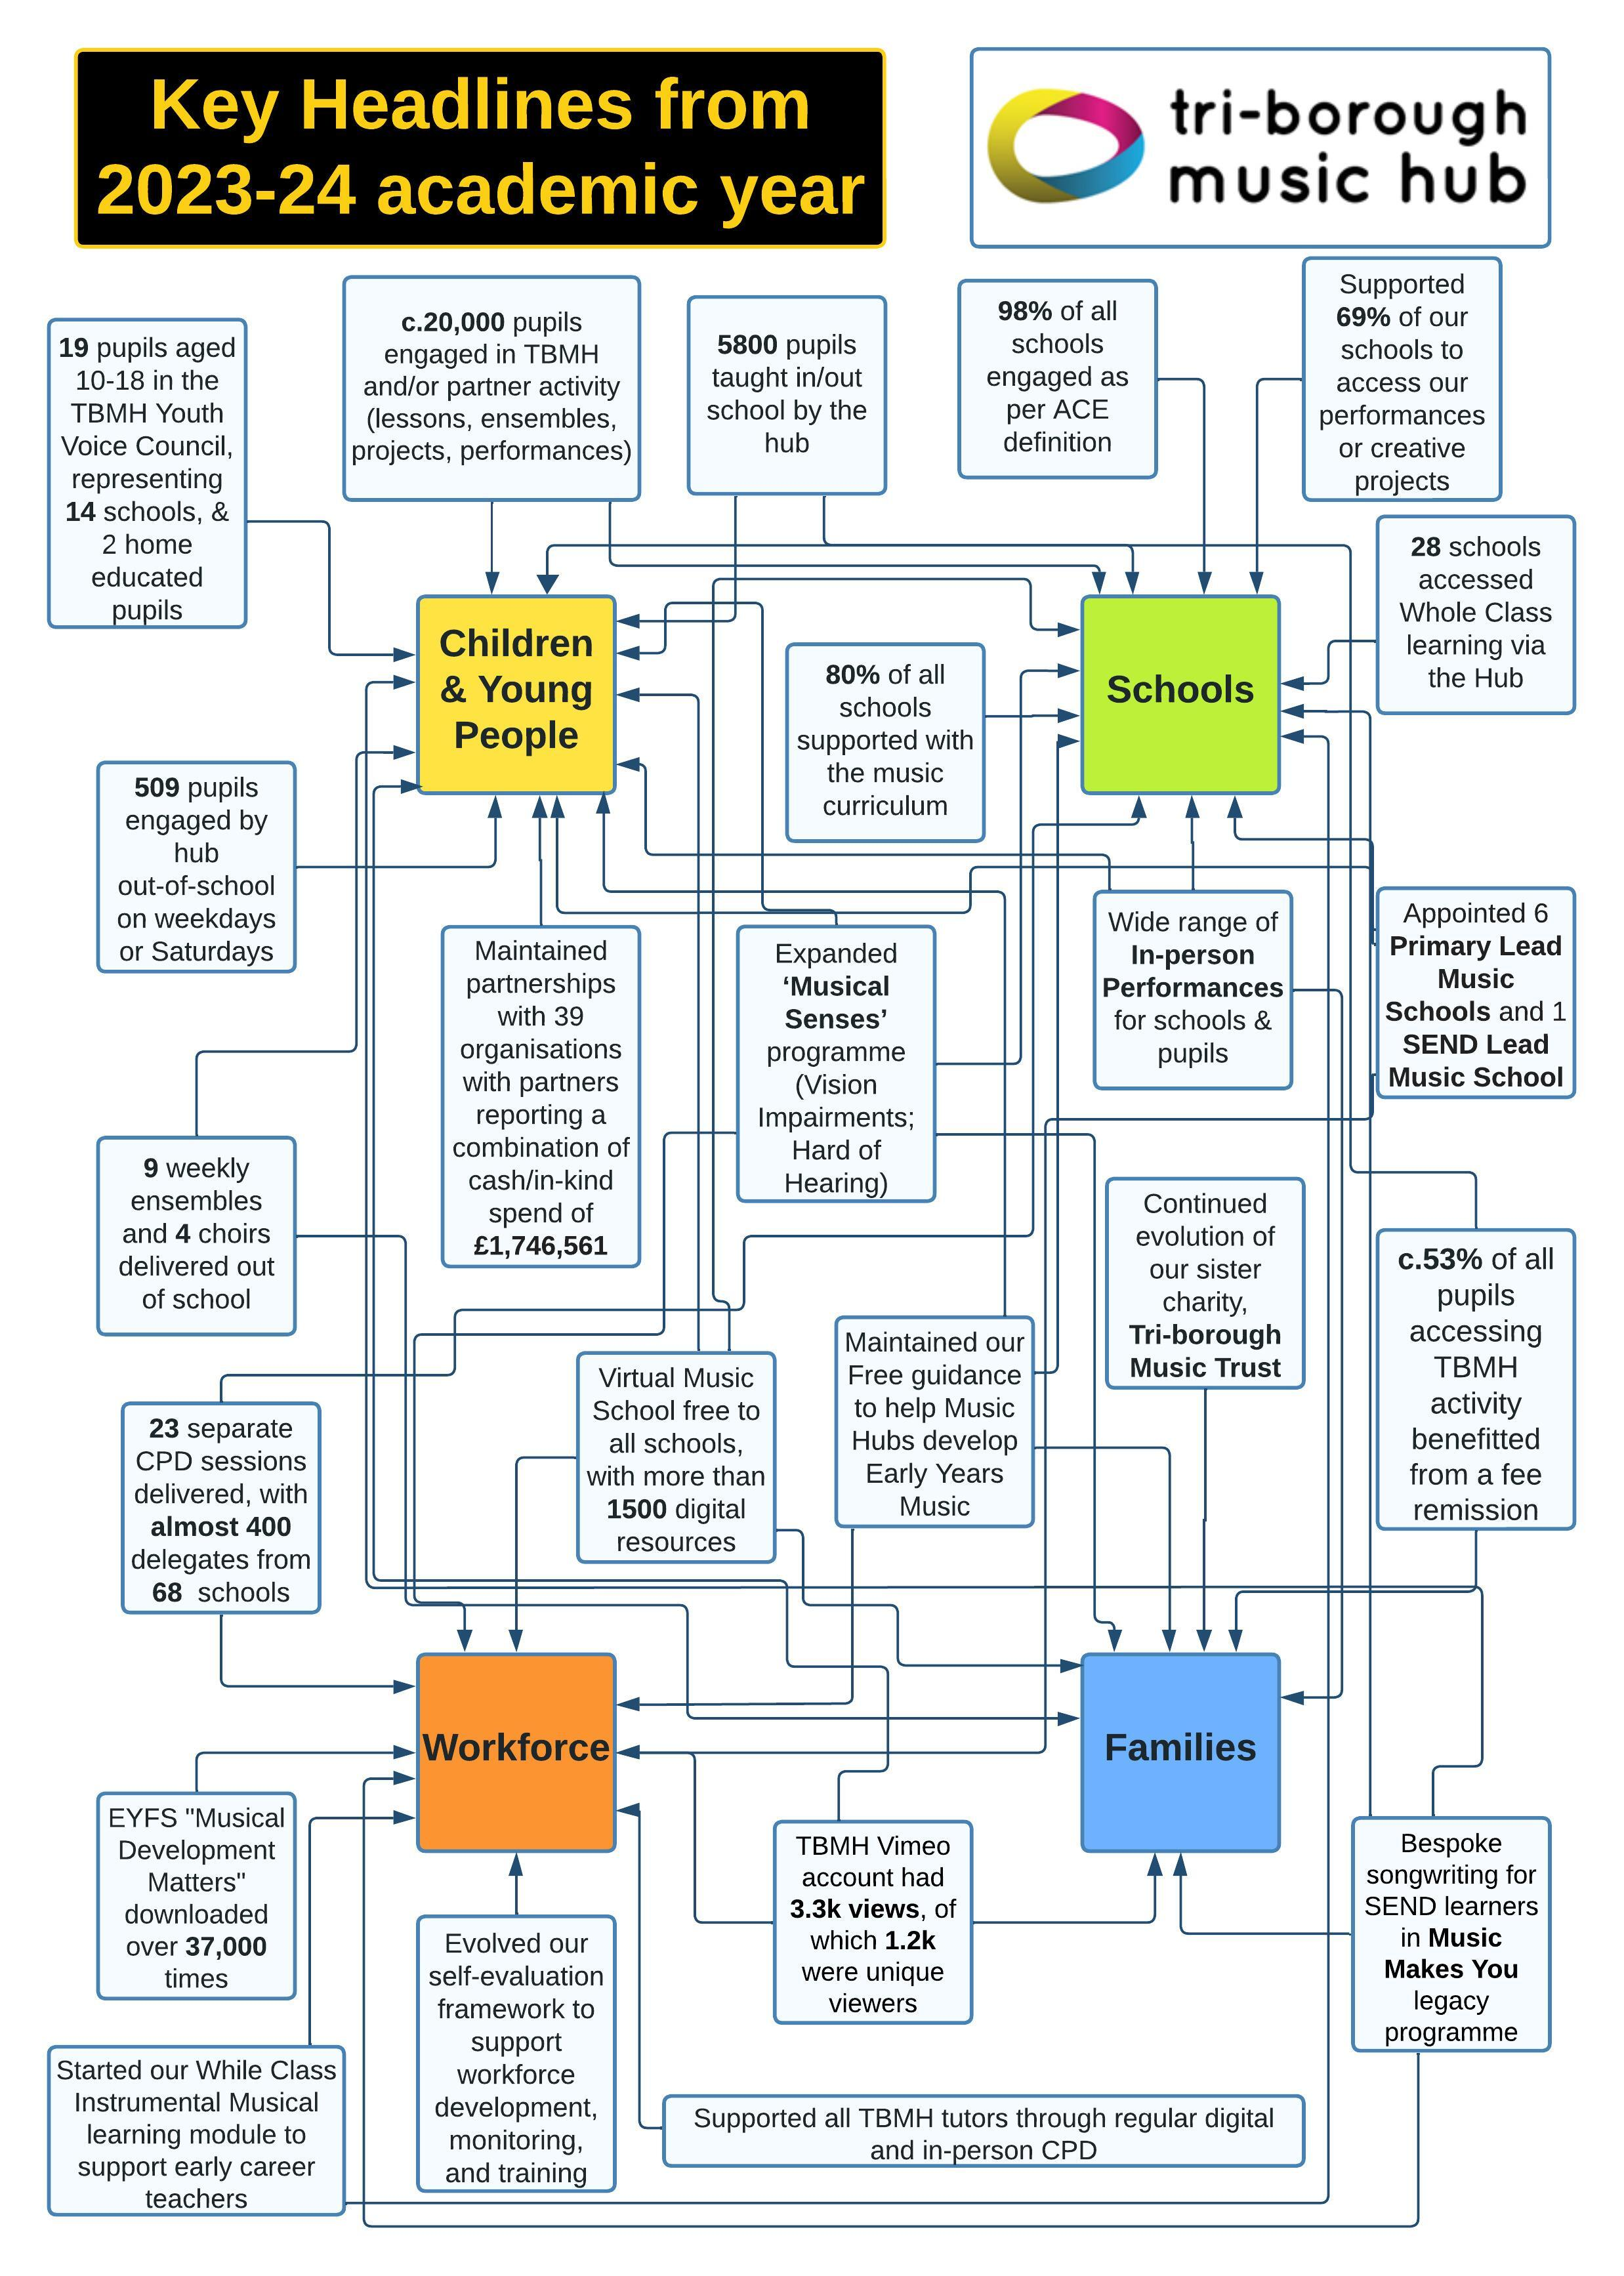 Key Headlines from
2023-24 academic year
tri-borough
music hub
19 pupils aged
10-18 in the
TBMH Youth
Voice Council,
representing
14 schools, &
2 home
educated
pupils
c.20,000 pupils
engaged in TBMH
and/or partner activity
(lessons, ensembles,
projects, performances)
5800 pupils
taught in/out
school by the
hub
98% of all
schools
engaged as
per ACE
definition
Supported
69% of our
schools to
access our
performances
or creative
projects
28 schools
accessed
Whole Class
learning via
the Hub
Children
& Young
People
80% of all
schools
supported with
the music
curriculum
Schools
509 pupils
engaged by
hub
out-of-school
on weekdays
or Saturdays
Maintained
partnerships
with 39
organisations
with partners
reporting a
combination of
cash/in-kind
spend of
£1,746,561
Expanded
‘Musical
Senses’
programme
(Vision
Impairments;
Hard of
Hearing)
Wide range of
In-person
Performances
for schools &
pupils
Appointed 6
Primary Lead
Music
Schools and 1
SEND Lead
Music School
9 weekly
ensembles
and 4 choirs
delivered out
of school
Continued
evolution of
our sister
charity,
Tri-borough
Music Trust
c.53% of all
pupils
accessing
TBMH
activity
benefitted
from a fee
remission
23 separate
CPD sessions
delivered, with
almost 400
delegates from
68 schools
Virtual Music
School free to
all schools,
with more than
1500 digital
resources
Maintained our
Free guidance
to help Music
Hubs develop
Early Years
Music
Workforce
Families
EYFS "Musical
Development
Matters"
downloaded
over 37,000
times
TBMH Vimeo
account had
3.3k views, of
which 1.2k
were unique
viewers
Bespoke
songwriting for
SEND learners
in Music
Makes You
legacy
programme
Evolved our
self-evaluation
framework to
support
workforce
development,
monitoring,
and training
Started our While Class
Instrumental Musical
learning module to
support early career
teachers
Supported all TBMH tutors through regular digital
and in-person CPD